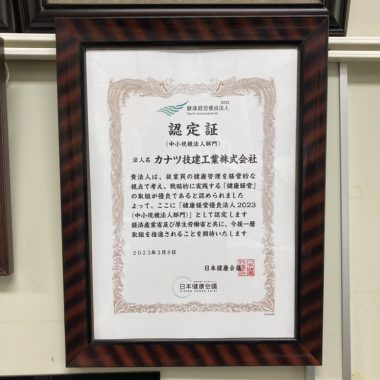 2023
健康経営優良法人
Health and productivity
認定証
(中小規模法人部門)
法人名 カナツ技建工業株式会社
貴法人は、従業員の健康管理を経営的な
視点で考え、戦略的に実践する「健康経営」
の取組が優良であると認められました
よって、ここに「健康経営優良法人2023
(中小規模法人部門)」として認定します
経済産業省及び厚生労働省と共に、今後一層
取組を推進されることを期待いたします
2023年3月8日
日本健康会議
日本健康会議